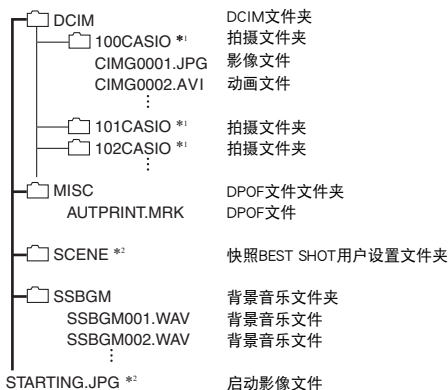 DCIM DCIM文件夹
100CASIO *1 拍摄文件夹
CIMG0001.JPG 影像文件
CIMG0002.AVI 动画文件
101CASIO *1 拍摄文件夹
102CASIO *1 拍摄文件夹
MISC DPOF文件文件夹
AUTPRINT.MRK DPOF文件
SCENE *2 快照BEST SHOT用户设置文件夹
SSBGM 背景音乐文件夹
SSBGM001.WAV 背景音乐文件
SSBGM002.WAV 背景音乐文件
STARTING.JPG *2 启动影像文件